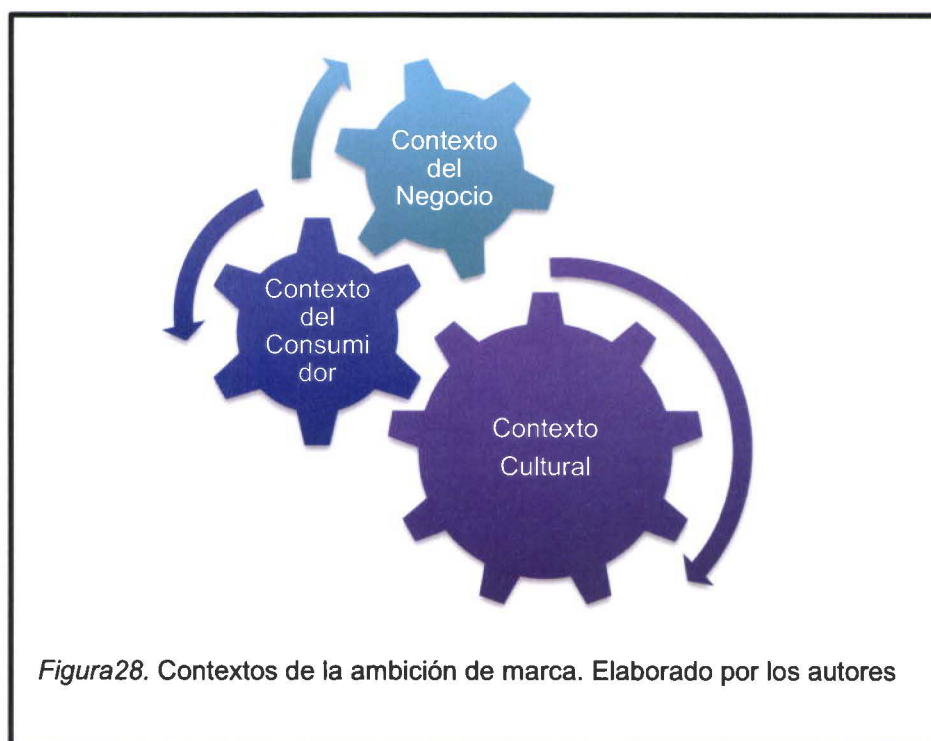 Contexto
del
Negocio
Contexto
del
Consumi
dor
Contexto
Cultural
Figura28. Contextos de la ambición de marca. Elaborado por los autores